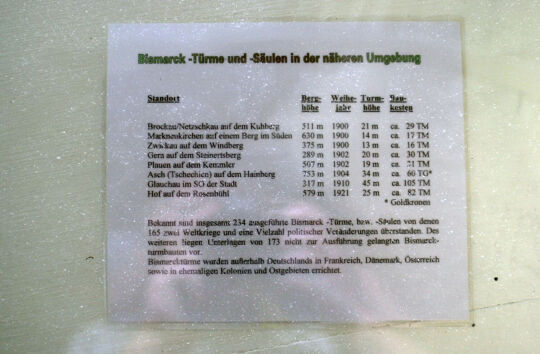 Bismarck -Türme und -Säulen in der näheren Umgebung
Standort Berg- Weihe- Turm- Bau-
höhe jahr höhe kosten
Brockau/Netzschkau auf dem Kuhberg 511 m 1900 21 m ca. 29 TM
Markneukirchen auf einem Berg im Süden 630 m 1900 14 m ca. 17 TM
Zwickau auf dem Windberg 375 m 1900 13 m ca. 16 TM
Gera auf dem Steinertsberg 289 m 1902 20 m ca. 30 TM
Plauen auf dem Kemmler 507 m 1902 19 m ca. 21 TM
Asch (Tschechien) auf dem Hainberg 753 m 1904 34 m ca. 60 TG*
Glauchau im SO der Stadt 317 m 1910 45 m ca. 105 TM
Hof auf dem Rosenbühl 579 m 1921 25 m ca. 82 TM
* Goldkronen
Bekannt sind insgesamt 234 ausgeführte Bismarck -Türme, bzw. -Säulen von denen
165 zwei Weltkriege und eine Vielzahl politischer Veränderungen überstanden. Des
weiteren liegen Unterlagen von 173 nicht zur Ausführung gelangten Bismarck-
turmbauten vor.
Bismarcktürme wurden außerhalb Deutschlands in Frankreich, Dänemark, Österreich
sowie in ehemaligen Kolonien und Ostgebieten errichtet.